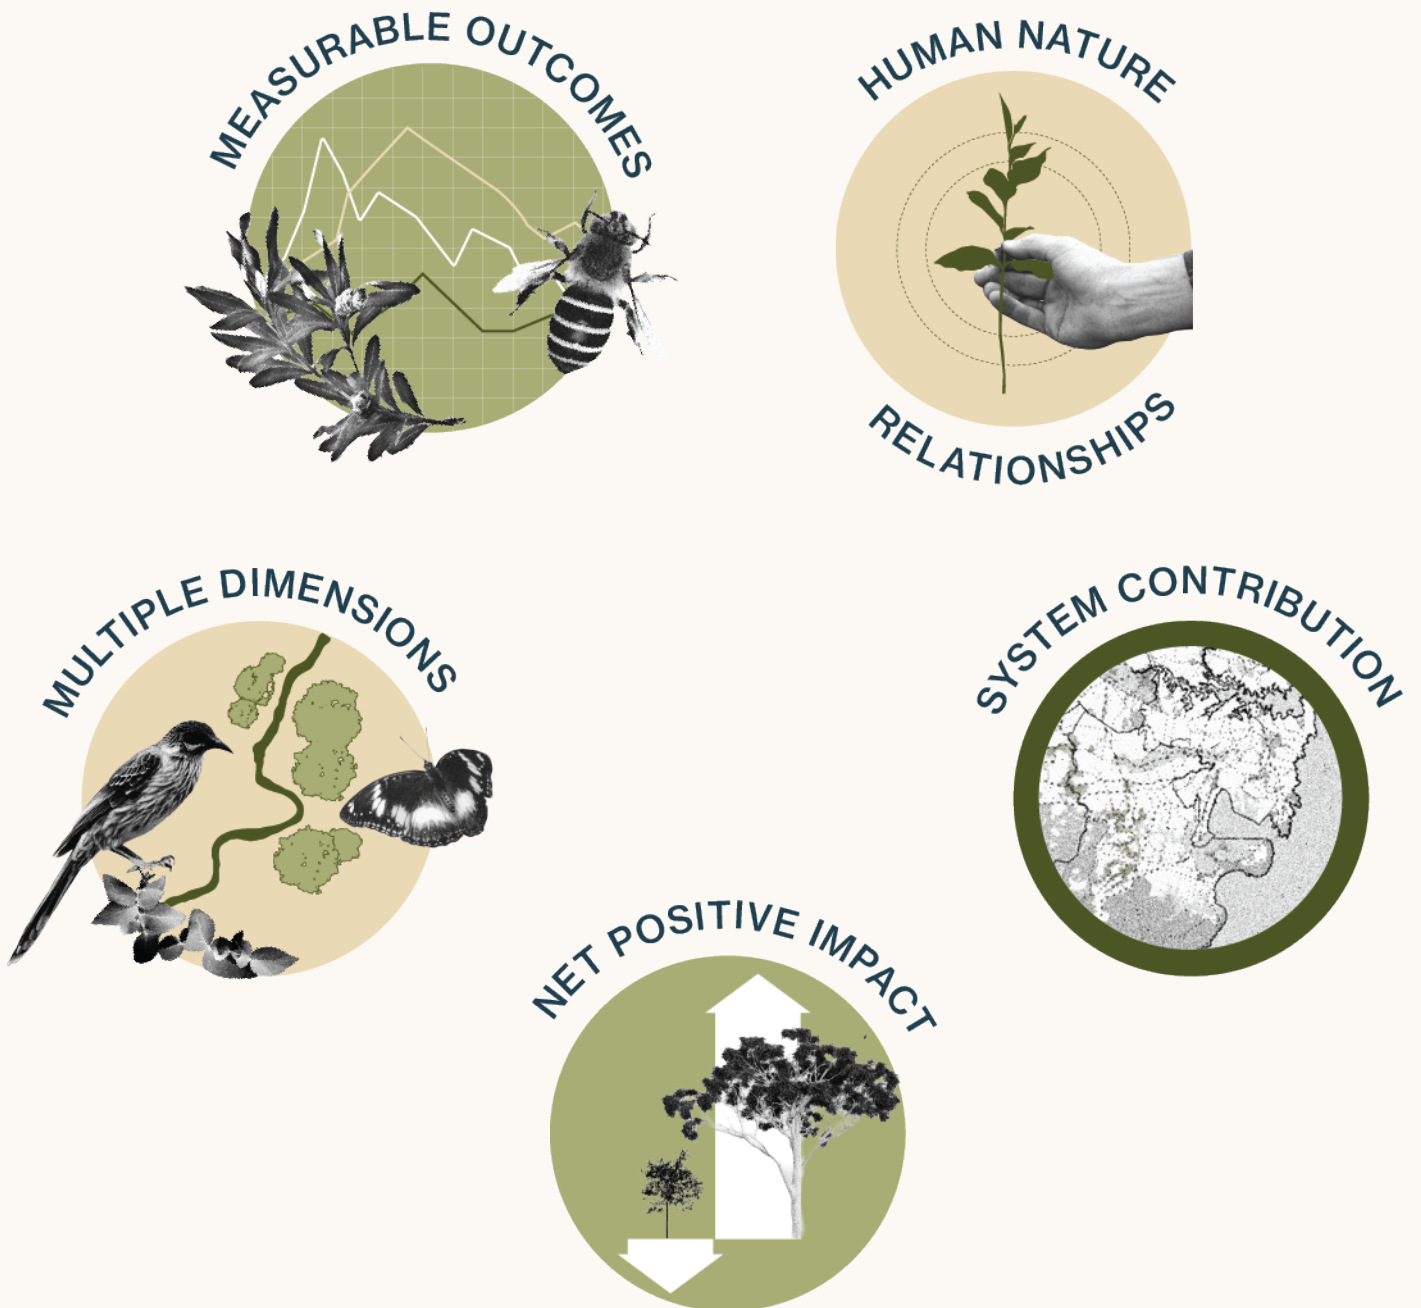 MEASURABLE OUTCOMES
HUMAN NATURE
RELATIONSHIPS
MULTIPLE DIMENSIONS
SYSTEM CONTRIBUTION
NET POSITIVE IMPACT